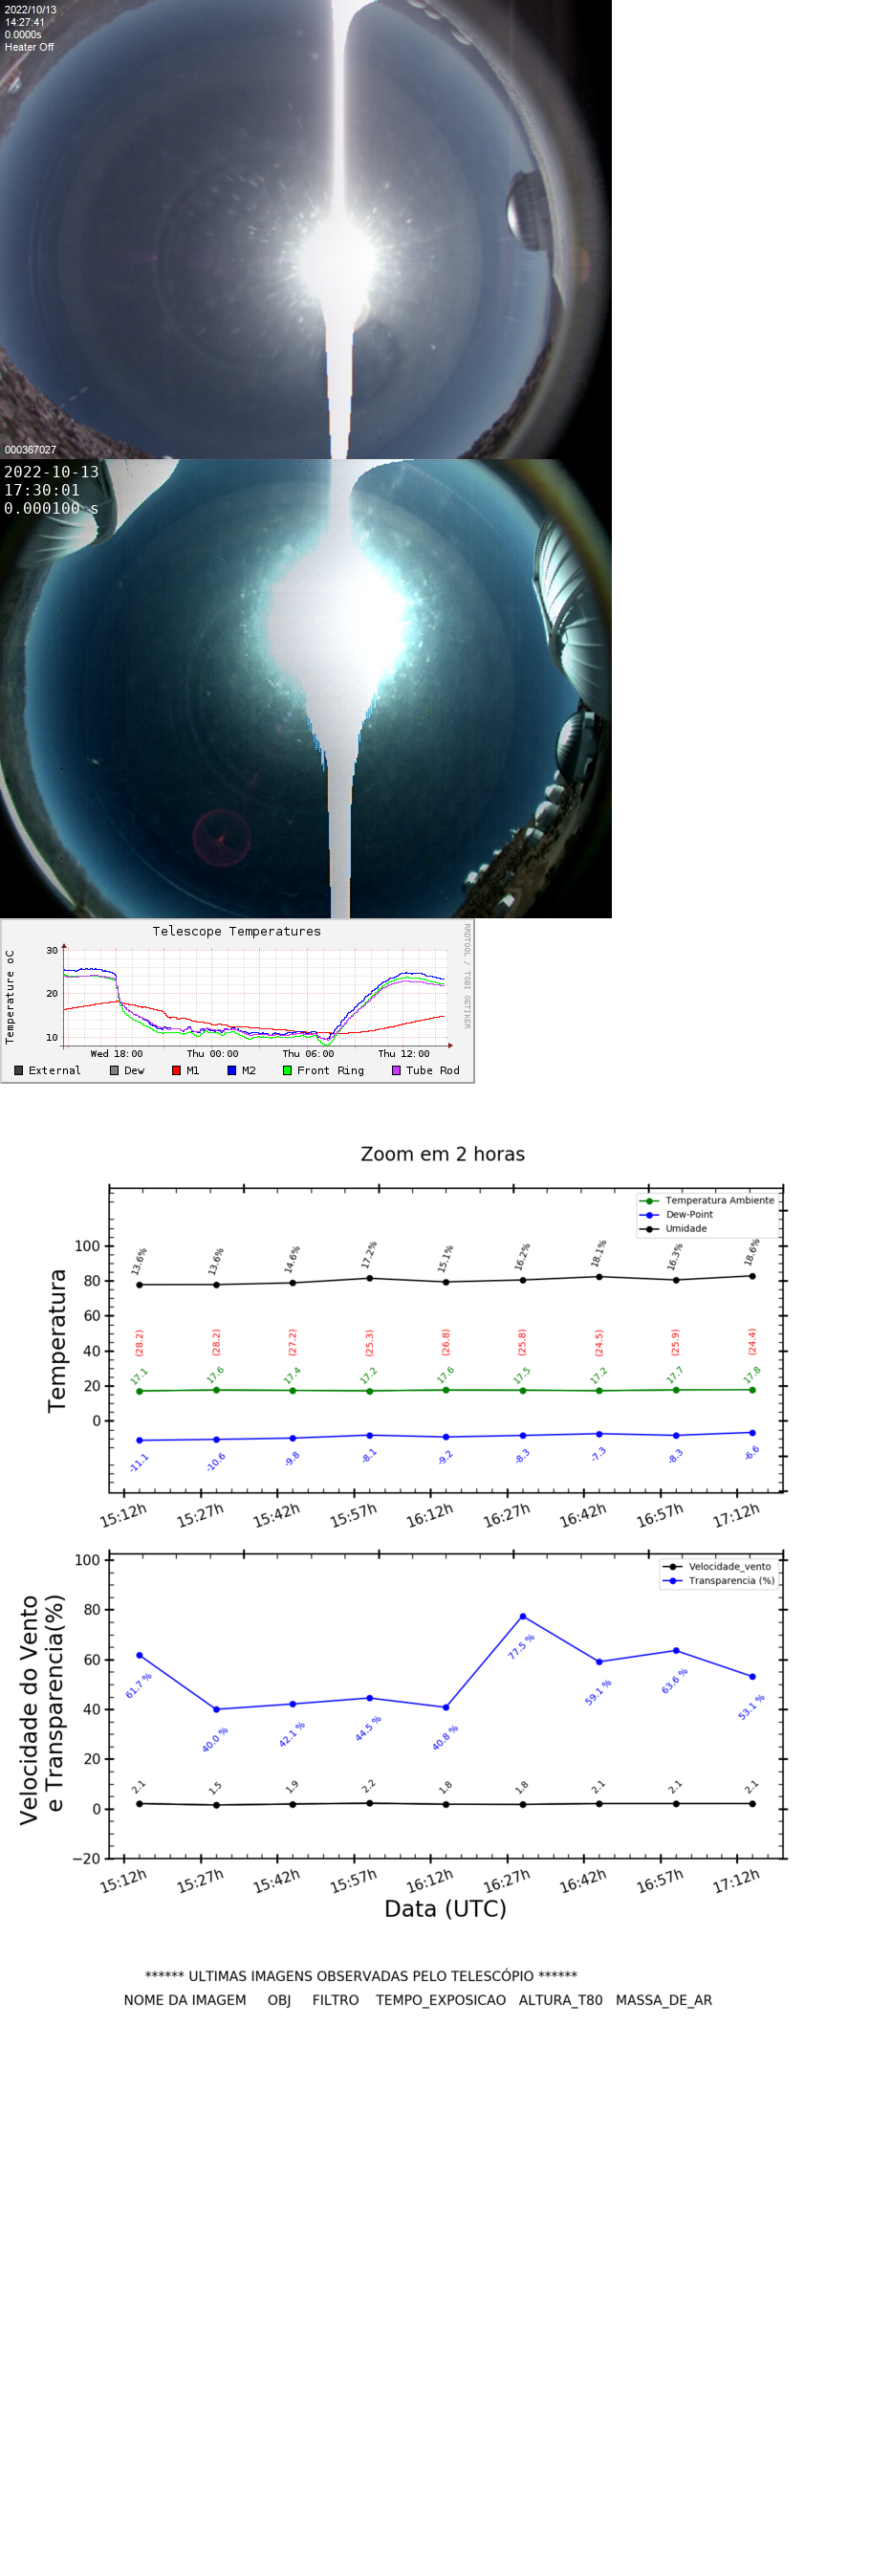 2022/10/13
14:27:41
0.0000s
Heater Off
000367027
2022-10-13
17:30:01
0.000100 s
Telescope Temperatures
RRDTOOL / TOBI OETIKER
Temperature oC
30
20
10
Wed 18:00 Thu 00:00 Thu 06:00 Thu 12:00
External Dew M1 M2 Front Ring Tube Rod
Zoom em 2 horas
Temperatura Ambiente
Dew-Point
Umidade
Temperatura
100
80
60
40
20
0
13.6% 13.6% 14.6% 17.2% 15.1% 16.2% 18.1% 16.3% 18.6%
(28.2) (28.2) (27.2) (25.3) (26.8) (25.8) (24.5) (25.9) (24.4)
17.1 17.6 17.4 17.2 17.6 17.5 17.2 17.7 17.8
-11.1 -10.6 -9.8 -8.1 -9.2 -8.3 -7.3 -8.3 -6.6
15:12h 15:27h 15:42h 15:57h 16:12h 16:27h 16:42h 16:57h 17:12h
Velocidade_vento
Transparencia (%)
Velocidade do Vento
e Transparencia(%)
100
80
60
40
20
0
−20
61.7 % 40.0 % 42.1 % 44.5 % 40.8 % 77.5 % 59.1 % 63.6 % 53.1 %
2.1 1.5 1.9 2.2 1.8 1.8 2.1 2.1 2.1
15:12h 15:27h 15:42h 15:57h 16:12h 16:27h 16:42h 16:57h 17:12h
Data (UTC)
****** ULTIMAS IMAGENS OBSERVADAS PELO TELESCÓPIO ******
NOME DA IMAGEM OBJ FILTRO TEMPO_EXPOSICAO ALTURA_T80 MASSA_DE_AR